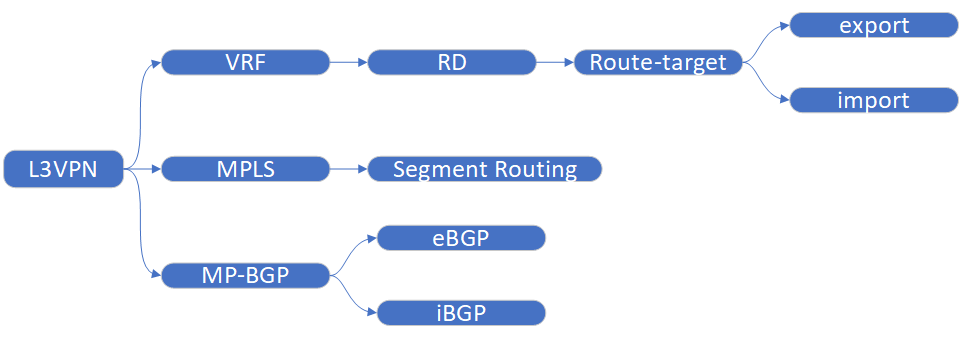 export
VRF
RD
Route-target
import
L3VPN
MPLS
Segment Routing
eBGP
MP-BGP
iBGP